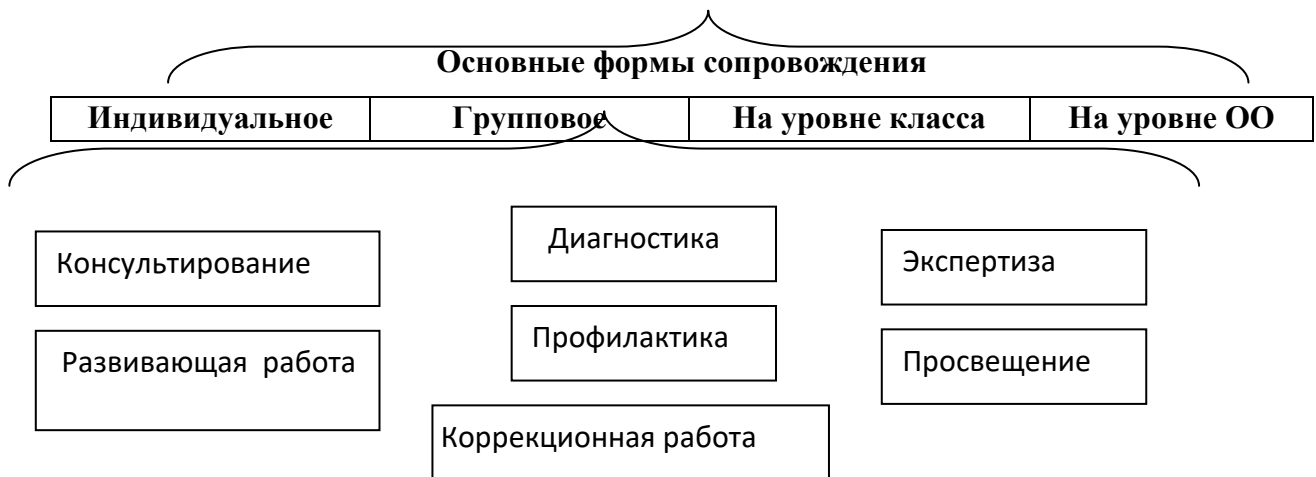 Основные формы сопровождения
Индивидуальное Групповое На уровне класса На уровне ОО
Консультирование
Диагностика
Экспертиза
Развивающая работа
Профилактика
Просвещение
Коррекционная работа